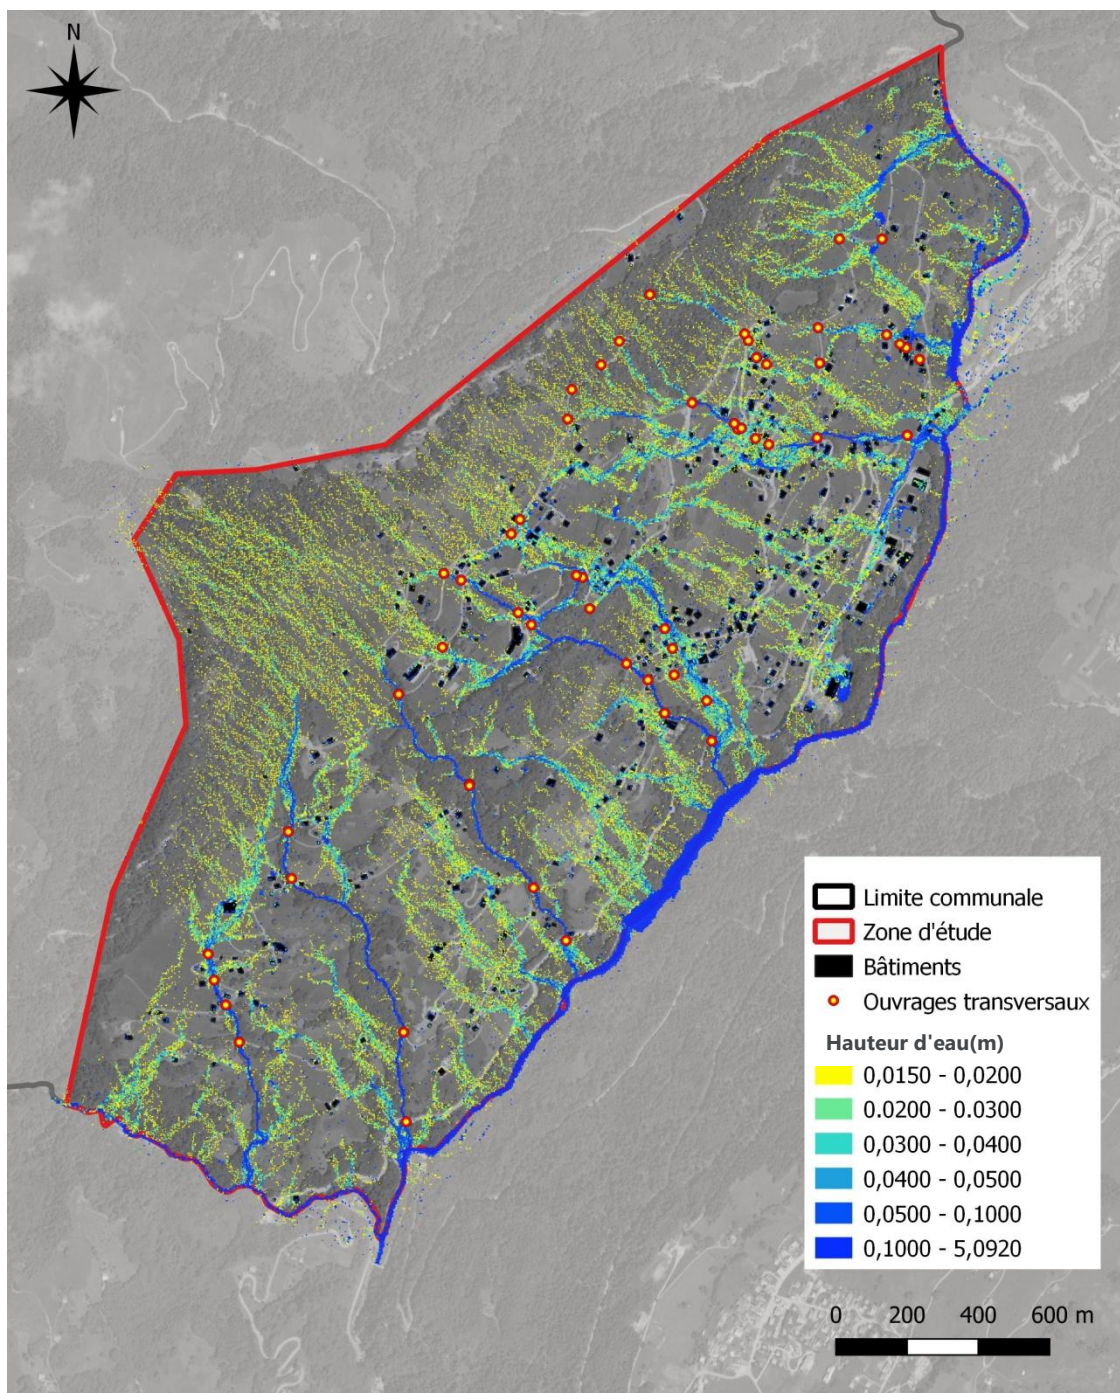 N
Limite communale
Zone d'étude
Bâtiments
Ouvrages transversaux
Hauteur d'eau(m)
0,0150 - 0,0200
0.0200 - 0.0300
0,0300 - 0,0400
0,0400 - 0,0500
0,0500 - 0,1000
0,1000 - 5,0920
0 200 400 600 m